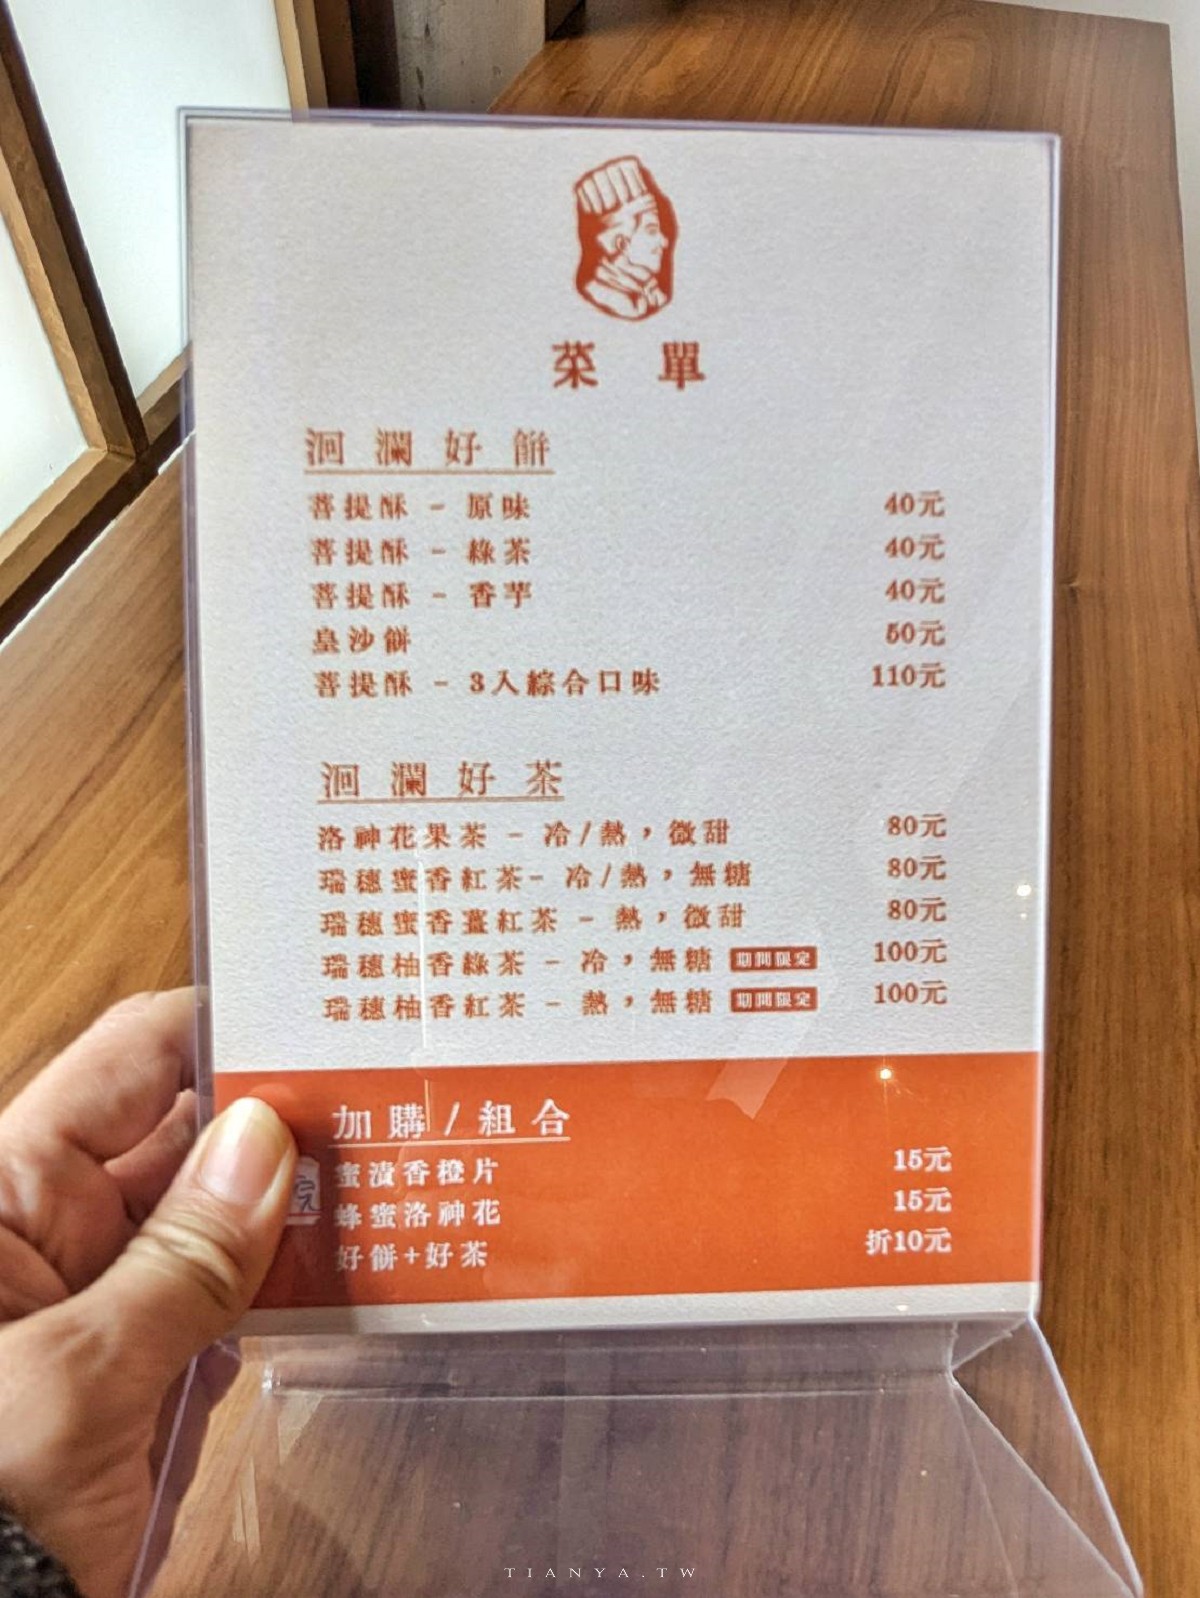 菜單
洄瀾好餅
菩提酥 - 原味 40元
菩提酥 - 綠茶 40元
菩提酥 - 香芋 40元
皇沙餅 50元
菩提酥 - 3入綜合口味 110元
洄瀾好茶
洛神花果茶 - 冷/熱，微甜 80元
瑞穗蜜香紅茶- 冷/熱，無糖 80元
瑞穗蜜香薑紅茶 - 熱，微甜 80元
瑞穗柚香綠茶 - 冷，無糖 期間限定 100元
瑞穗柚香紅茶 - 熱，無糖 期間限定 100元
加購/組合
蜜漬香橙片 15元
蜂蜜洛神花 15元
好餅+好茶 折10元
TIANYA.TW